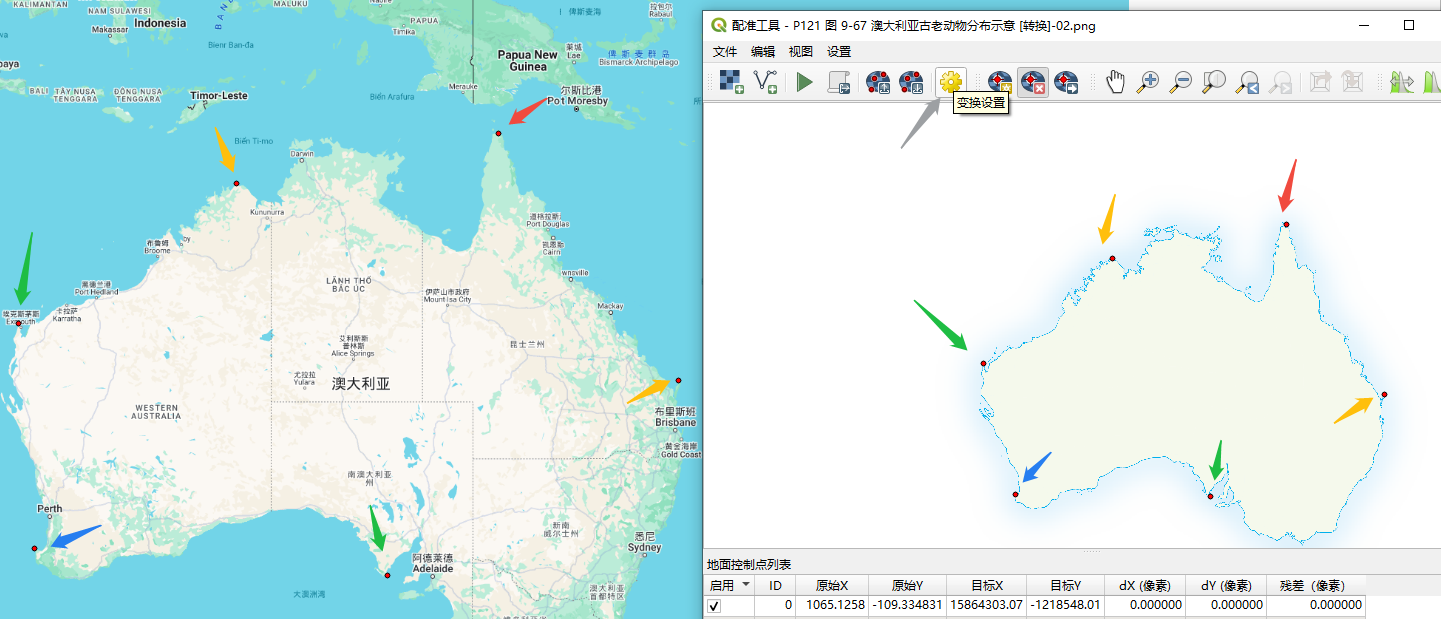 KALIMANTAN
NAM SULAWESI
Indonesia
BANDA
MALUKU
Makassar
Biển Ban-đa
PAPUA
Timika
俾斯麦海
拉包尔
Rabaul
Papua New
Guinea
莱城
Lae
俾斯麦群岛
Bismarck Archipelago
BALI
TÂY NUSA
TENGGARA
ĐÔNG NUSA
TENGGARA
Timor-Leste
Biển Arafura
Merauke
尔斯比港
Port Moresby
Biển Ti-mo
Darwin
Kununurra
道格拉斯
Port Douglas
凯恩斯
Cairn
布鲁姆
Broome
wnsville
黑德兰港
Port Hedland
埃克斯茅斯
Exmouth
卡拉萨
Karratha
LÃNH THỔ
BẮC ÚC
伊萨山市政府
Mount Isa City
Mackay
艾利斯斯
普林斯
Alice Springs
昆士兰州
尤拉拉
Yulara
澳大利亚
WESTERN
AUSTRALIA
布里斯班
Brisbane
黄金海岸
Gold Coast
南澳大利亚
州
Perth
新南
威尔士州
悉尼
Sydney
阿德莱德
Adelaide
大澳洲湾
澳大利亚
首都特区
配准工具 - P121 图 9-67 澳大利亚古老动物分布示意 [转换]-02.png
文件 编辑 视图 设置
变换设置
地面控制点列表
启用 ID 原始X 原始Y 目标X 目标Y dX (像素) dY (像素) 残差（像素）
0 1065.1258 -109.334831 15864303.07 -1218548.01 0.000000 0.000000 0.000000